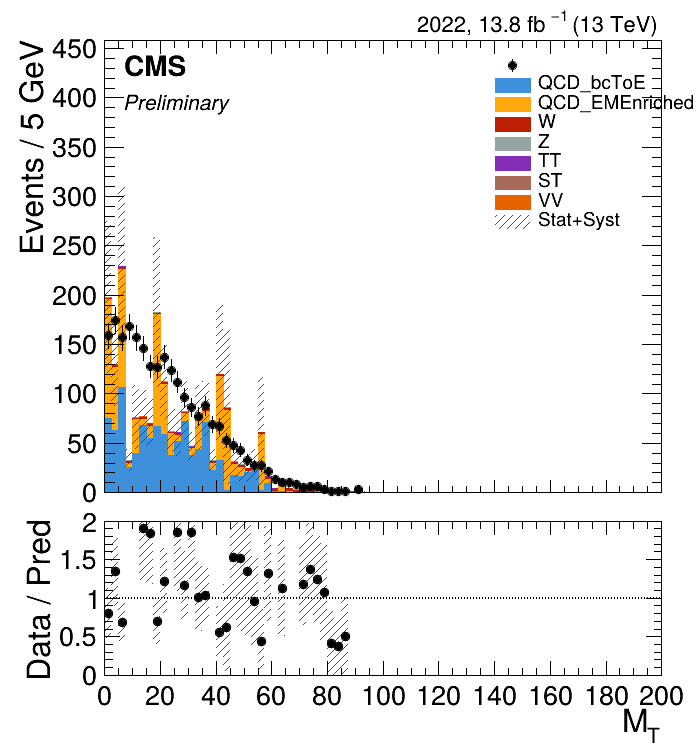 2022, 13.8 fb⁻¹ (13 TeV)
CMS
Preliminary
Events / 5 GeV
450
400
350
300
250
200
150
100
50
0
QCD_bcToE
QCD_EMEnriched
W
Z
TT
ST
VV
Stat+Syst
Data / Pred
2
1.5
1
0.5
0
0 20 40 60 80 100 120 140 160 180 200
M_T